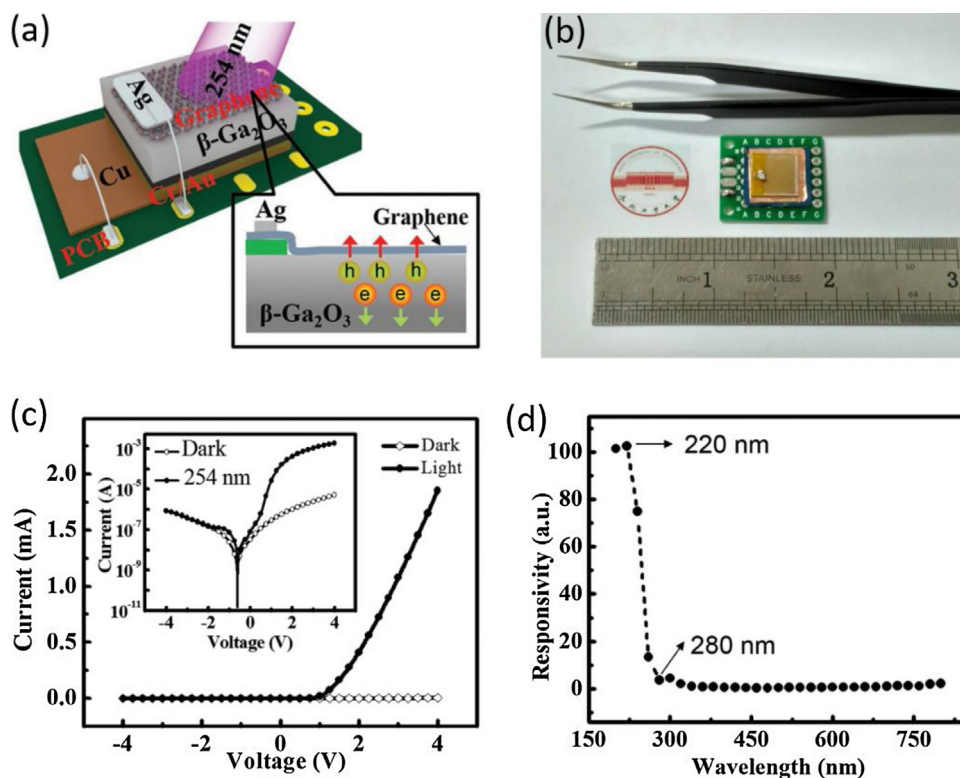 (a)
254 nm
Ag
Graphene
β-Ga₂O₃
Cu
Cr/Au
PCB
Ag
Graphene
h h h
e e e
β-Ga₂O₃
(b)
A B C D E F G
A B C D E F G
INCH 1 STAINLESS 2 3
64
(c)
Current (mA)
2.0
1.5
1.0
0.5
0.0
-4 -2 0 2 4
Voltage (V)
Dark
Light
Dark
254 nm
Current (A)
10⁻³
10⁻⁵
10⁻⁷
10⁻⁹
10⁻¹¹
-4 -2 0 2 4
Voltage (V)
(d)
Responsivity (a.u.)
100
80
60
40
20
0
220 nm
280 nm
150 300 450 600 750
Wavelength (nm)